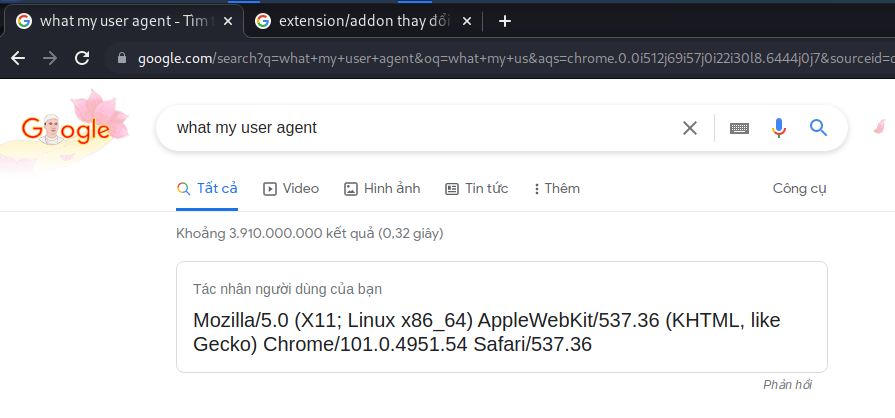 what my user agent - Tìm
extension/addon thay đổi
google.com/search?q=what+my+user+agent&oq=what+my+us&aqs=chrome.0.0i512j69i57j0i22i30l8.6444j0j7&sourceid=c
Google
what my user agent
Tất cả Video Hình ảnh Tin tức Thêm Công cụ
Khoảng 3.910.000.000 kết quả (0,32 giây)
Tác nhân người dùng của bạn
Mozilla/5.0 (X11; Linux x86_64) AppleWebKit/537.36 (KHTML, like
Gecko) Chrome/101.0.4951.54 Safari/537.36
Phản hồi